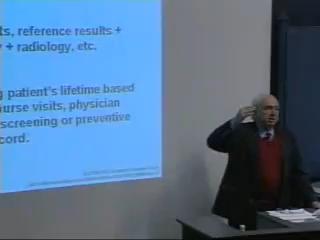 ts, reference results +
+ radiology, etc.
g patient's lifetime based
urse visits, physician
screening or preventive
cord.